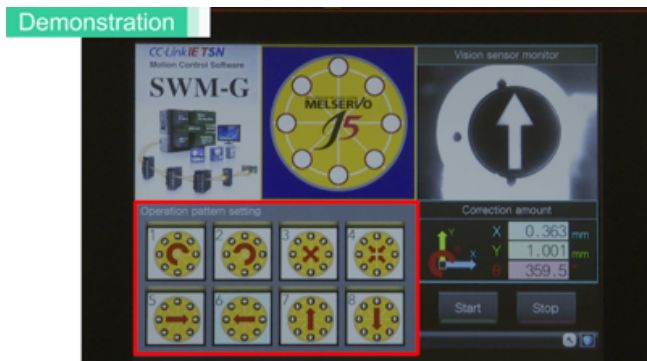 Demonstration
CC-Link IE TSN
Motion Control Software
SWM-G
MELSERVO
J5
Vision sensor monitor
Operation pattern setting
1
2
3
4
5
6
7
8
Correction amount
Y
X
θ
X 0.363 mm
Y 1.001 mm
θ 359.5 °
Start
Stop